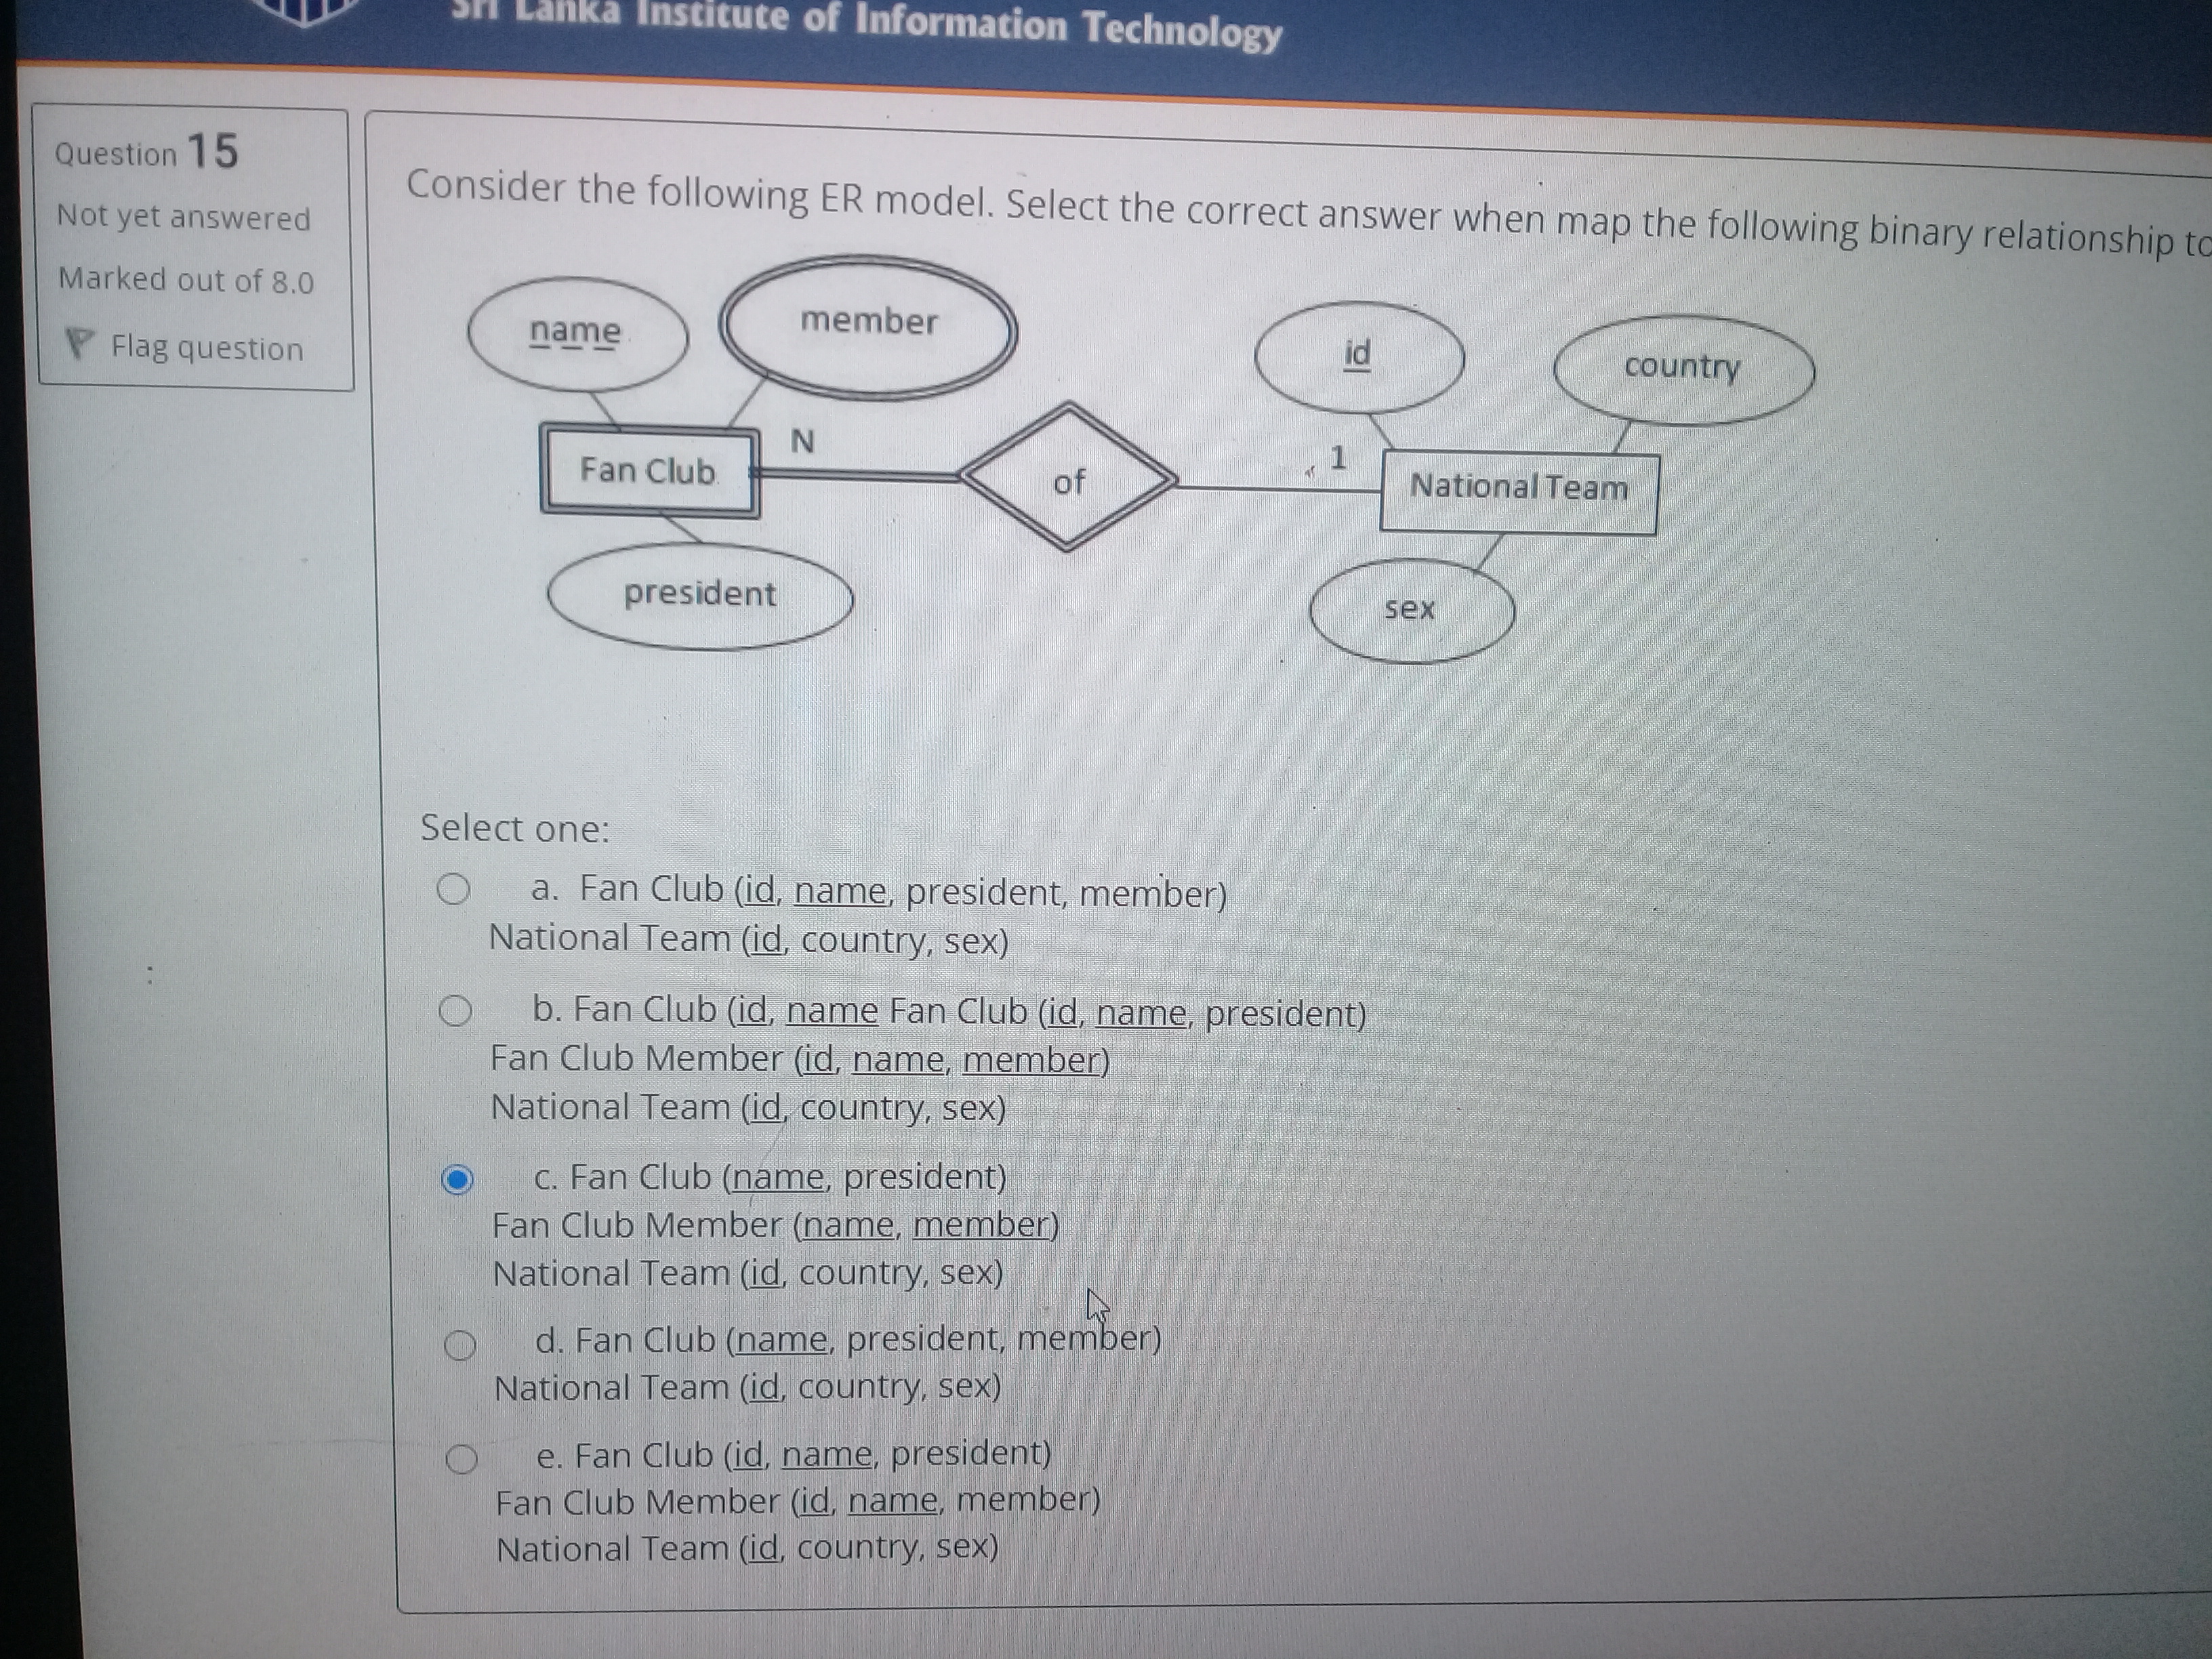 Sri Lanka Institute of Information Technology
Question 15
Not yet answered
Marked out of 8.0
Flag question
Consider the following ER model. Select the correct answer when map the following binary relationship to
name
member
id
country
N
1
Fan Club
of
National Team
president
sex
Select one:
a. Fan Club (id, name, president, member)
National Team (id, country, sex)
b. Fan Club (id, name Fan Club (id, name, president)
Fan Club Member (id, name, member)
National Team (id, country, sex)
c. Fan Club (name, president)
Fan Club Member (name, member)
National Team (id, country, sex)
d. Fan Club (name, president, member)
National Team (id, country, sex)
e. Fan Club (id, name, president)
Fan Club Member (id, name, member)
National Team (id, country, sex)